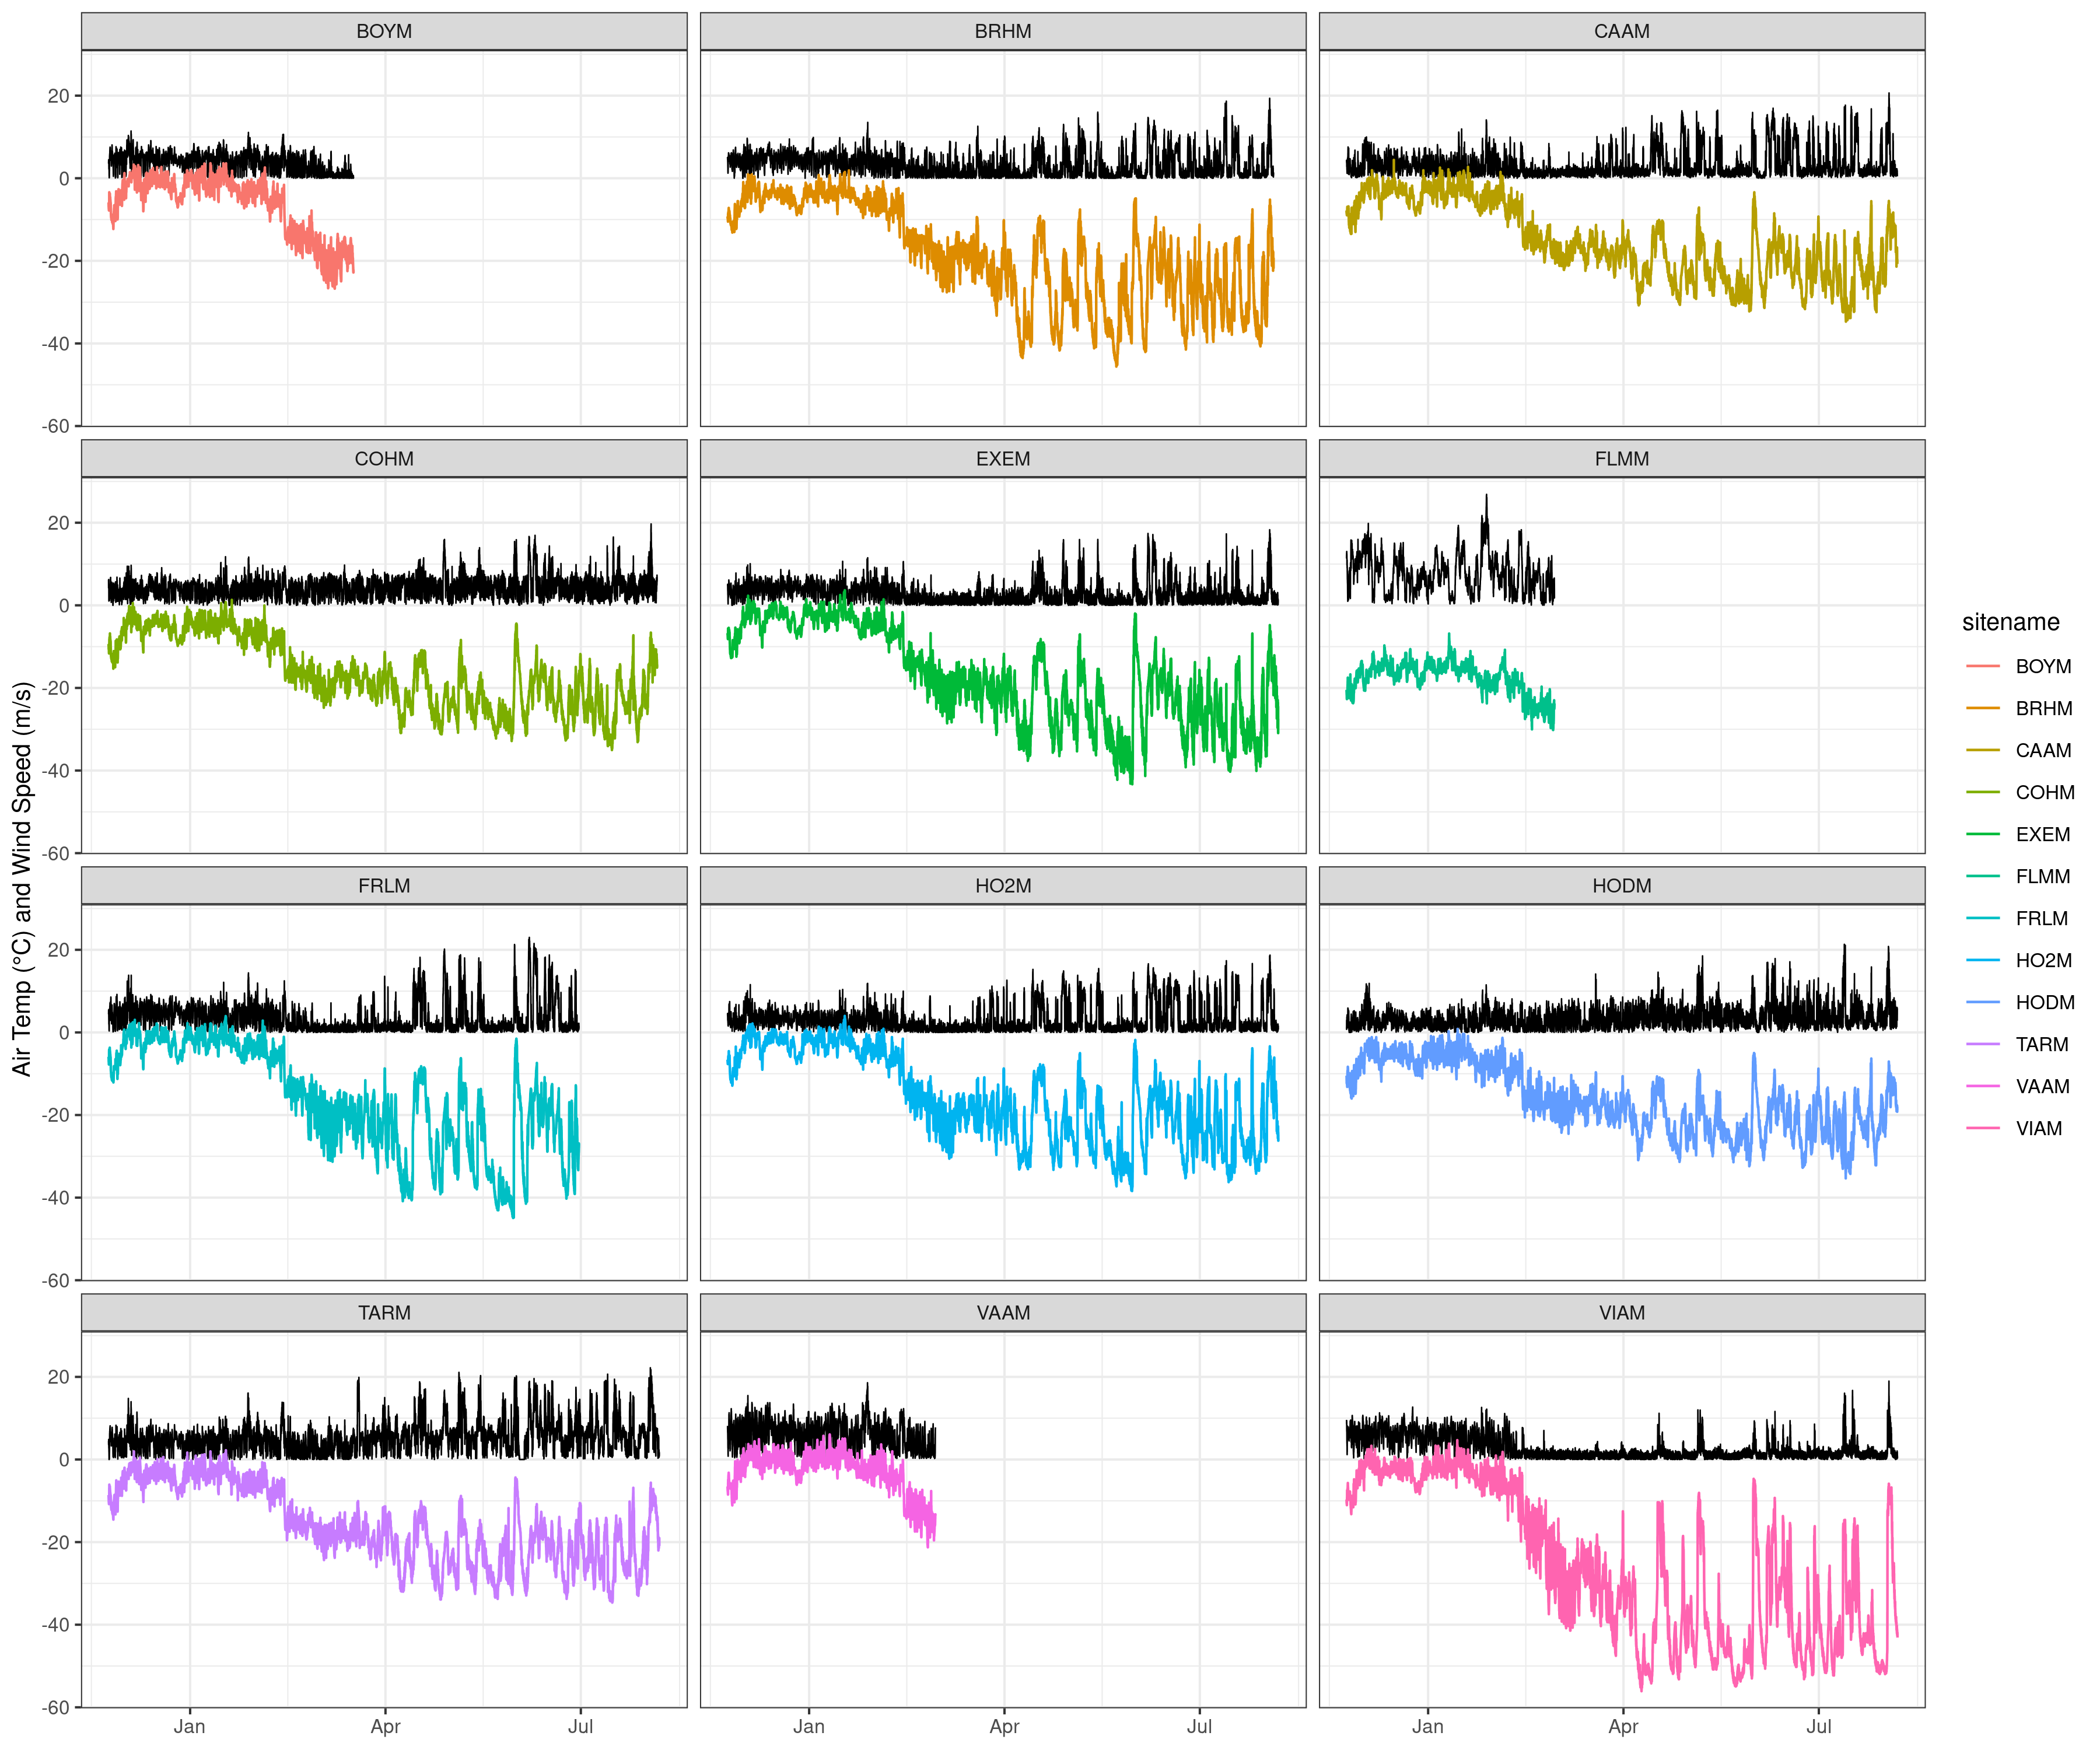 BOYM BRHM CAAM
20
0
-20
-40
-60
COHM EXEM FLMM
20
0
-20
-40
-60
FRLM HO2M HODM
20
0
-20
-40
-60
TARM VAAM VIAM
20
0
-20
-40
-60
Jan Apr Jul Jan Apr Jul Jan Apr Jul
Air Temp (°C) and Wind Speed (m/s)
sitename
BOYM
BRHM
CAAM
COHM
EXEM
FLMM
FRLM
HO2M
HODM
TARM
VAAM
VIAM